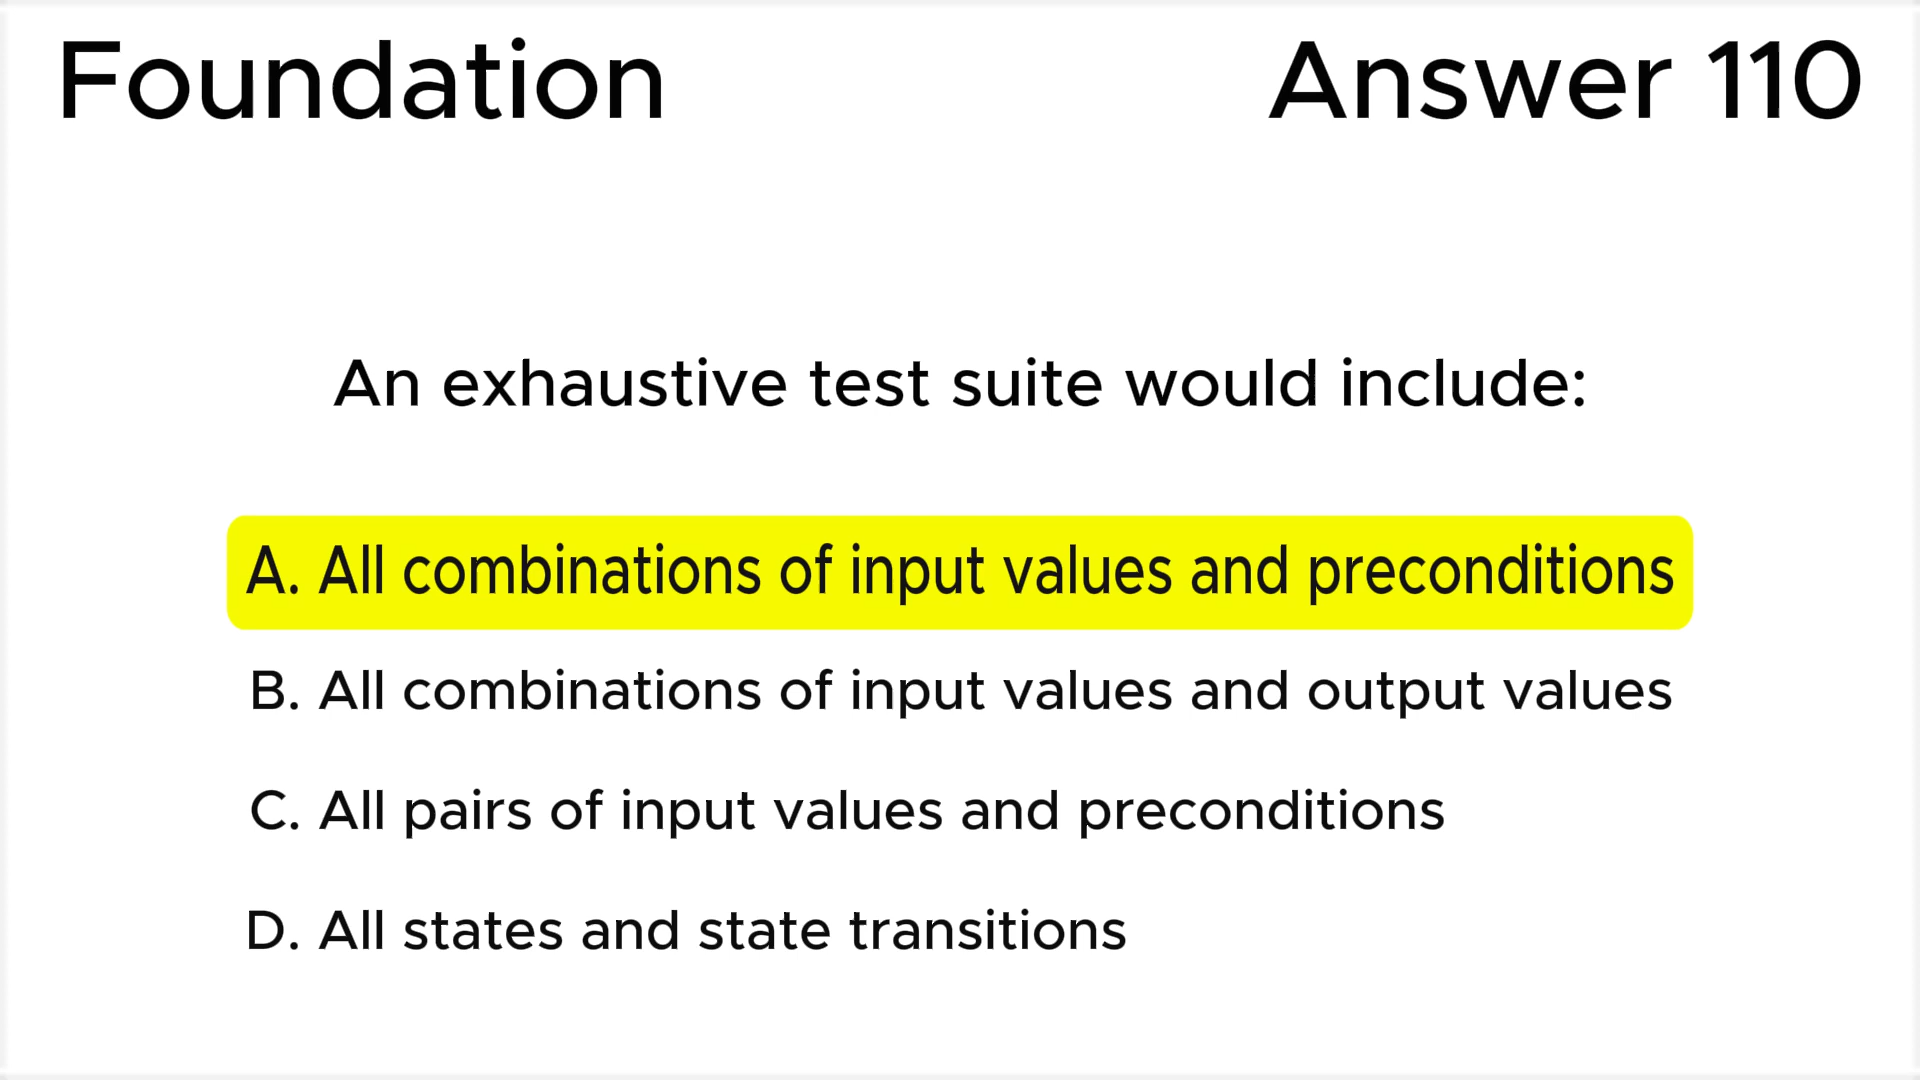 Foundation
Answer 110
An exhaustive test suite would include:
A. All combinations of input values and preconditions
B. All combinations of input values and output values
C. All pairs of input values and preconditions
D. All states and state transitions